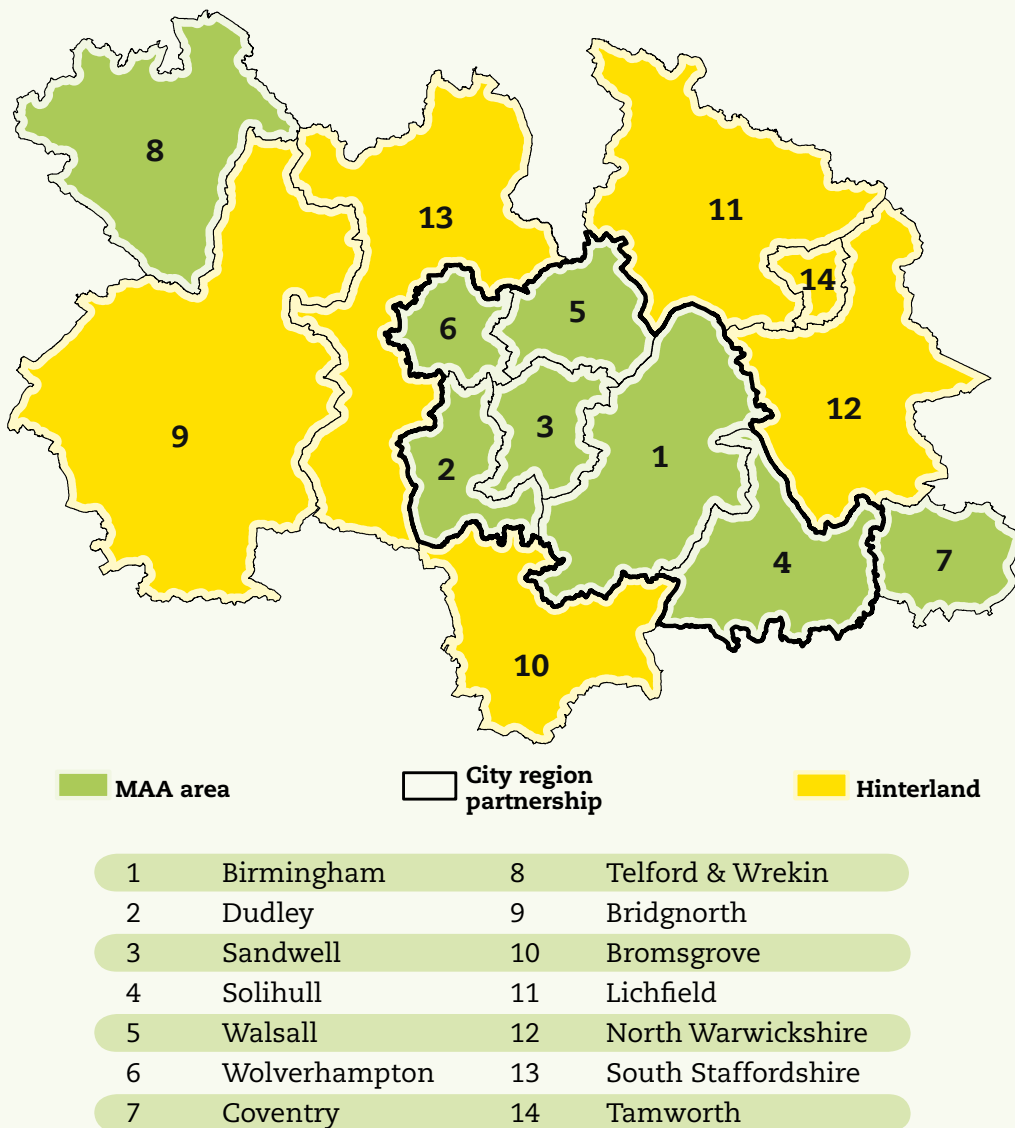 8
13
11
14
6
5
12
9
3
2
1
4
7
10
MAA area
City region
partnership
Hinterland
1 Birmingham 8 Telford & Wrekin
2 Dudley 9 Bridgnorth
3 Sandwell 10 Bromsgrove
4 Solihull 11 Lichfield
5 Walsall 12 North Warwickshire
6 Wolverhampton 13 South Staffordshire
7 Coventry 14 Tamworth